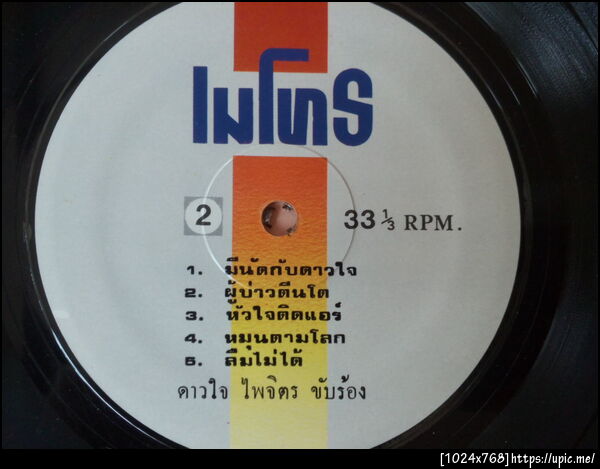 เมโทร
2
33 ⅓ RPM.
1. มีนัดกับดาวใจ
2. ผู้บ่าวตีนโต
3. หัวใจติดแอร์
4. หมุนตามโลก
5. ลืมไม่ได้
ดาวใจ ไพจิตร ขับร้อง
[1024x768]https://upic.me/